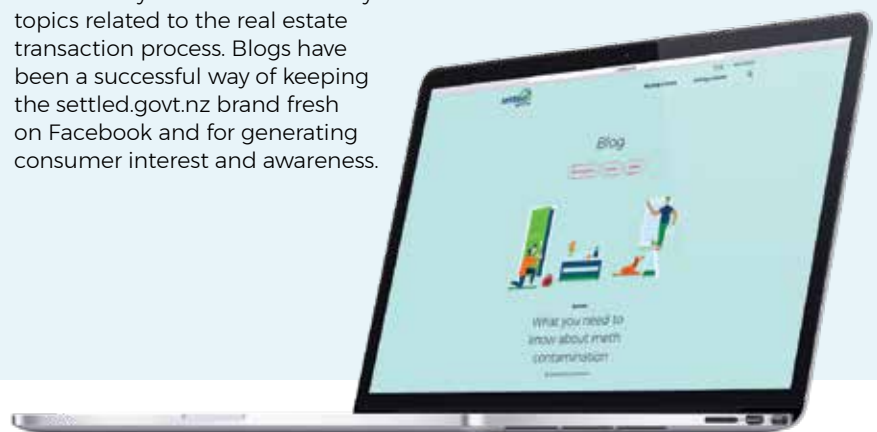 topics related to the real estate
transaction process. Blogs have
been a successful way of keeping
the settled.govt.nz brand fresh
on Facebook and for generating
consumer interest and awareness.
Blog
What you need to
know about meth
contamination